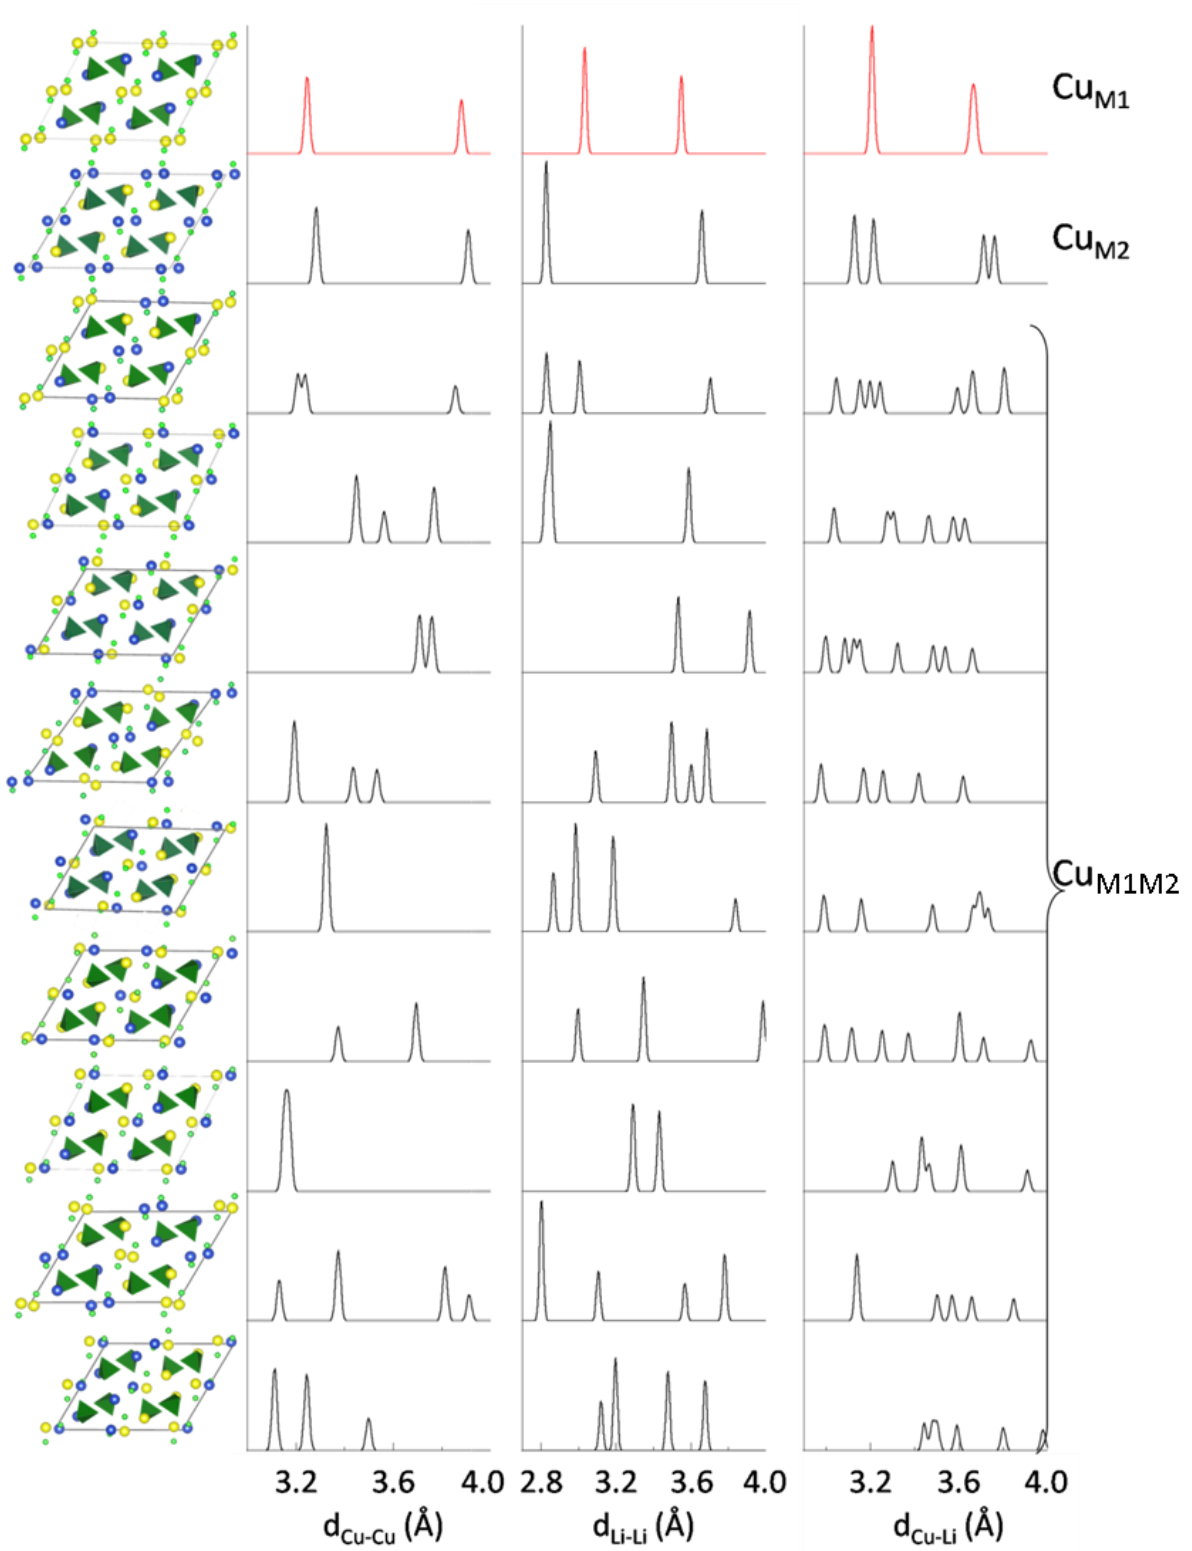 CuM1
CuM2
CuM1M2
3.2 3.6 4.0 2.8 3.2 3.6 4.0 3.2 3.6 4.0
dCu-Cu (Å) dLi-Li (Å) dCu-Li (Å)